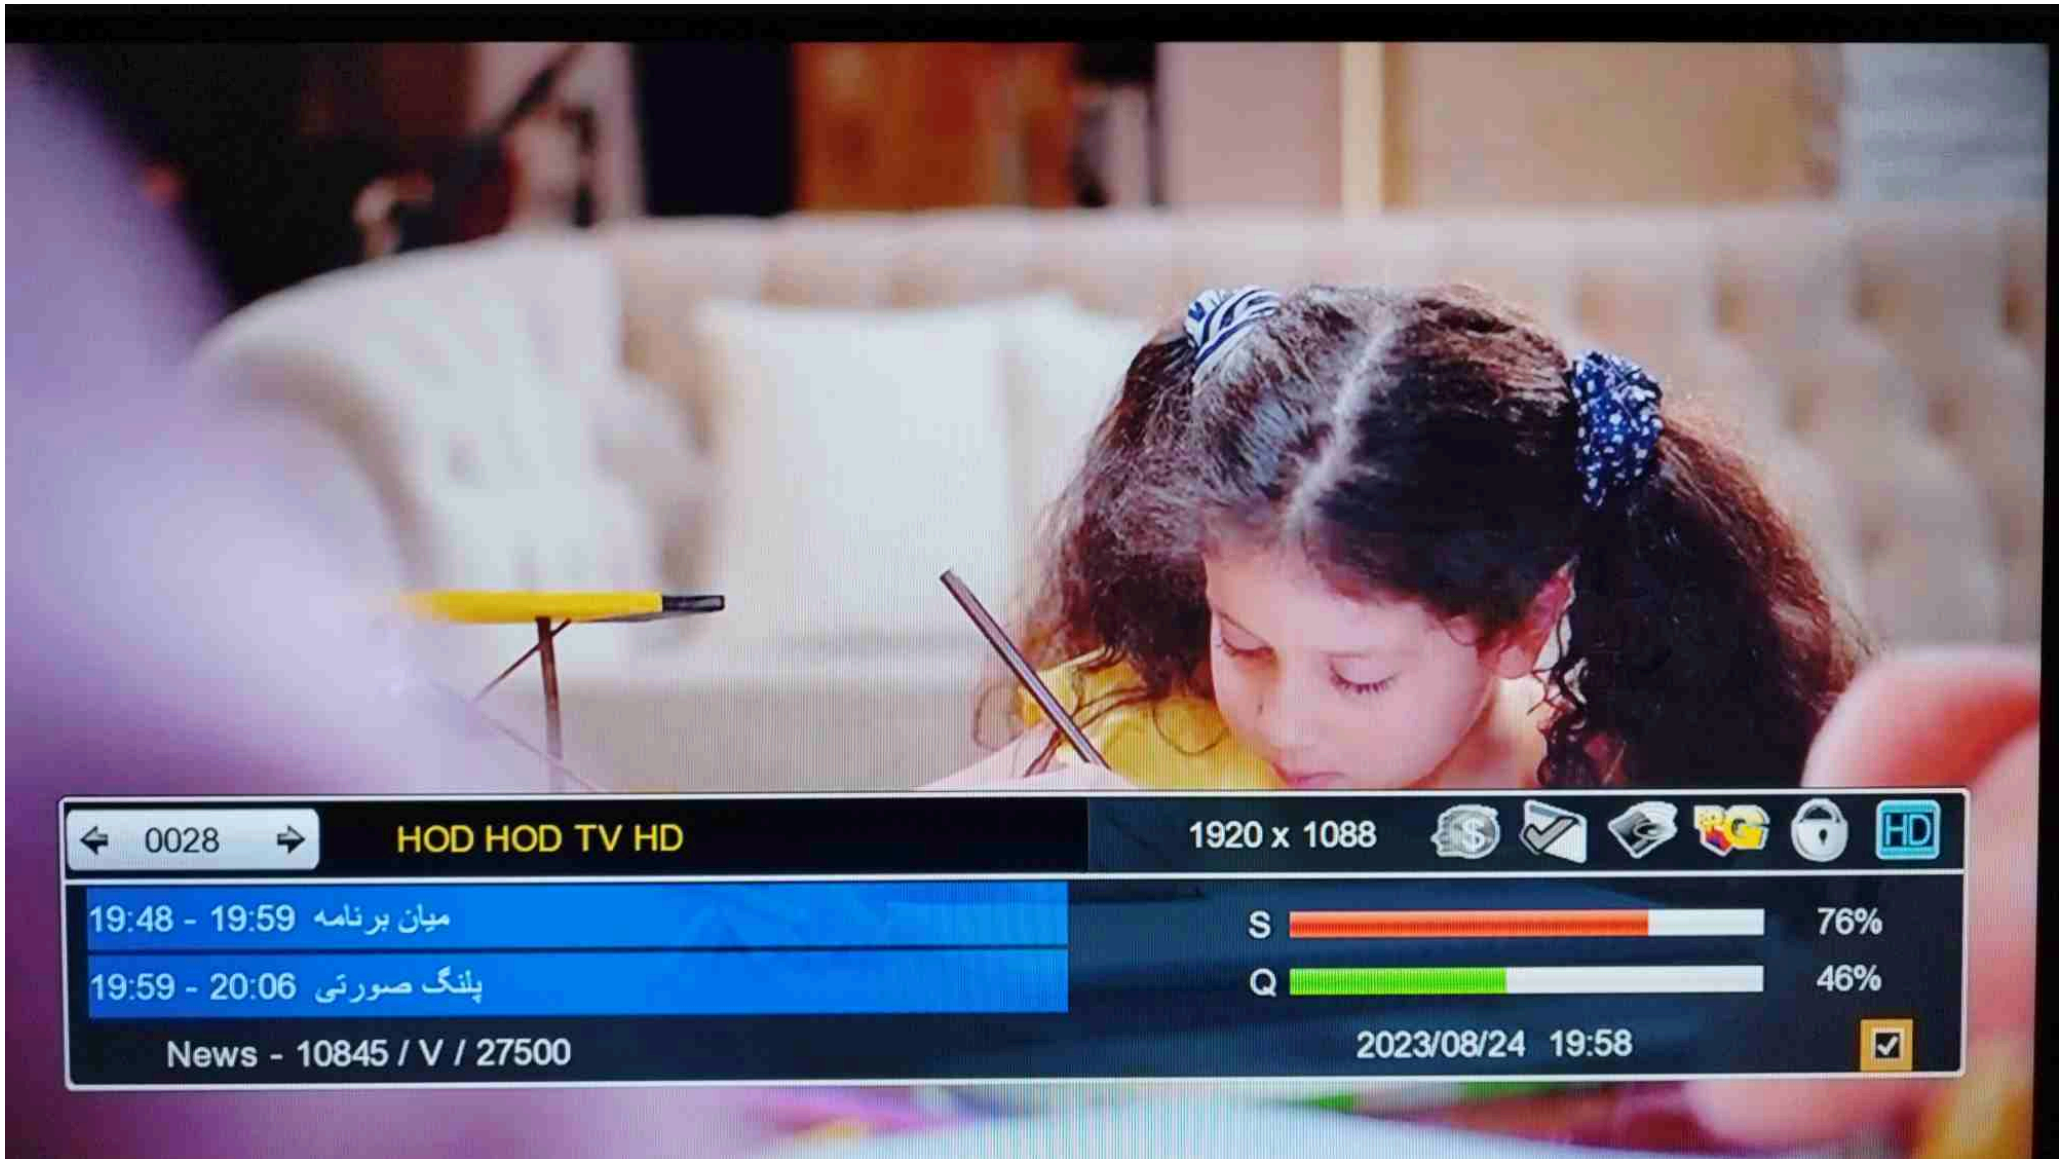 0028 HOD HOD TV HD 1920 x 1088 HD
19:48 - 19:59 میان برنامه
S 76%
19:59 - 20:06 پلنگ صورتی
Q 46%
News - 10845 / V / 27500
2023/08/24 19:58